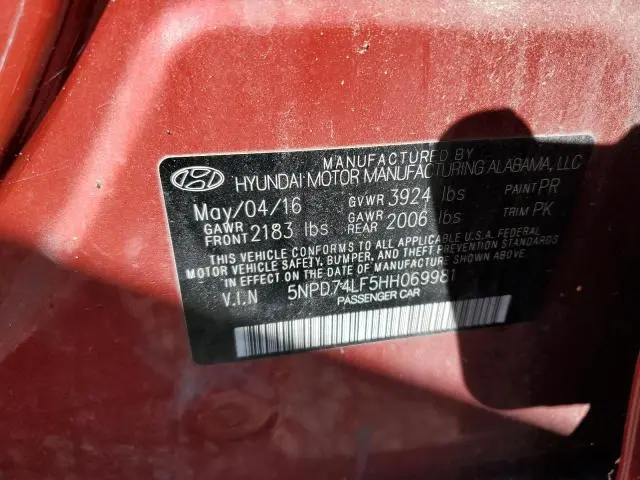 MANUFACTURED BY
HYUNDAI MOTOR MANUFACTURING ALABAMA, LLC
May/04/16 GVWR 3924 lbs PAINT PR
GAWR FRONT 2183 lbs GAWR REAR 2006 lbs TRIM PK
THIS VEHICLE CONFORMS TO ALL APPLICABLE U.S.A. FEDERAL
MOTOR VEHICLE SAFETY, BUMPER, AND THEFT PREVENTION STANDARDS
IN EFFECT ON THE DATE OF MANUFACTURE SHOWN ABOVE.
V.I.N 5NPD74LF5HH069981
PASSENGER CAR